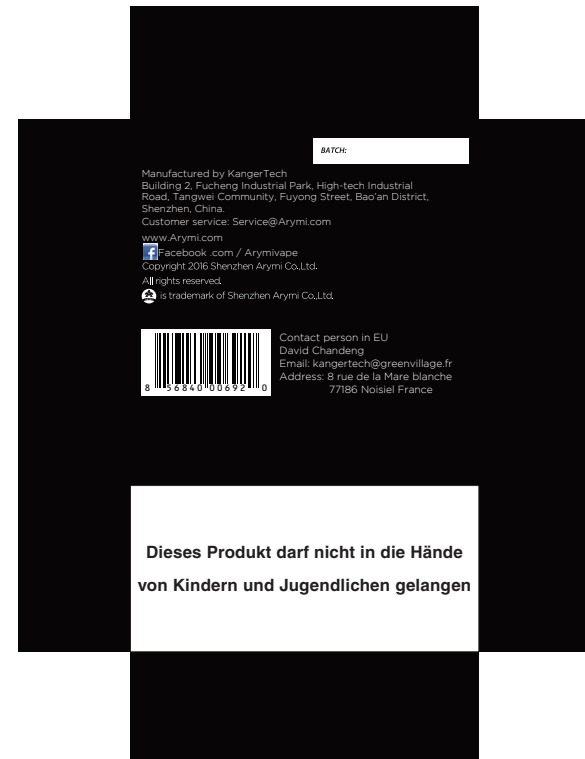 BATCH:
Manufactured by KangerTech
Building 2, Fucheng Industrial Park, High-tech Industrial
Road, Tangwei Community, Fuyong Street, Bao'an District,
Shenzhen, China.
Customer service: Service@Arymi.com
www.Arymi.com
Facebook .com / Arymivape
Copyright 2016 Shenzhen Arymi Co.,Ltd.
All rights reserved.
is trademark of Shenzhen Arymi Co.,Ltd.
Contact person in EU
David Chandeng
Email: kangertech@greenvillage.fr
Address: 8 rue de la Mare blanche
77186 Noisiel France
8 56840 00692 0
Dieses Produkt darf nicht in die Hände
von Kindern und Jugendlichen gelangen